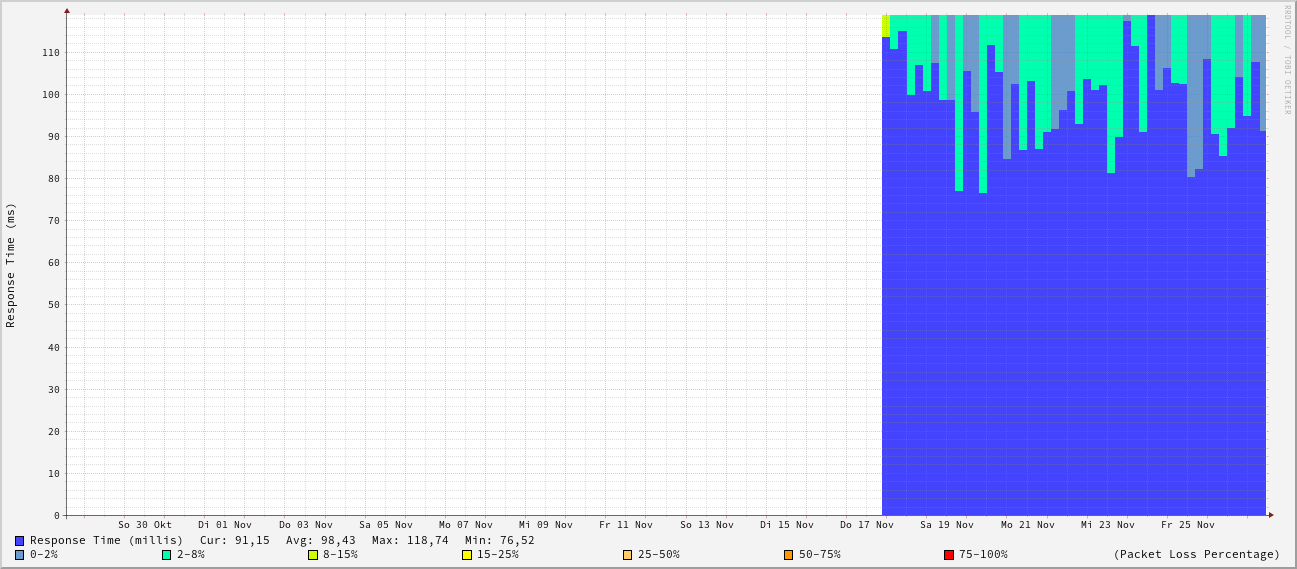 RRDTOOL / TOBI OETIKER
Response Time (ms)
110
100
90
80
70
60
50
40
30
20
10
0
So 30 Okt Di 01 Nov Do 03 Nov Sa 05 Nov Mo 07 Nov Mi 09 Nov Fr 11 Nov So 13 Nov Di 15 Nov Do 17 Nov Sa 19 Nov Mo 21 Nov Mi 23 Nov Fr 25 Nov
Response Time (millis) Cur: 91,15 Avg: 98,43 Max: 118,74 Min: 76,52
0-2% 2-8% 8-15% 15-25% 25-50% 50-75% 75-100% (Packet Loss Percentage)